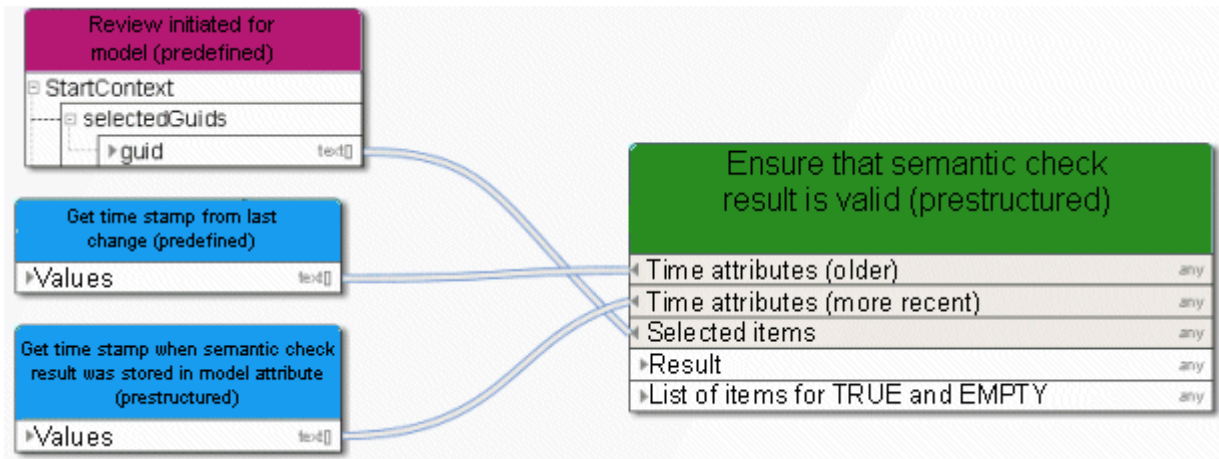 Review initiated for
model (predefined)
StartContext
selectedGuids
guid text[]
Get time stamp from last
change (predefined)
Values text[]
Get time stamp when semantic check
result was stored in model attribute
(prestructured)
Values text[]
Ensure that semantic check
result is valid (prestructured)
Time attributes (older) any
Time attributes (more recent) any
Selected items any
Result any
List of items for TRUE and EMPTY any